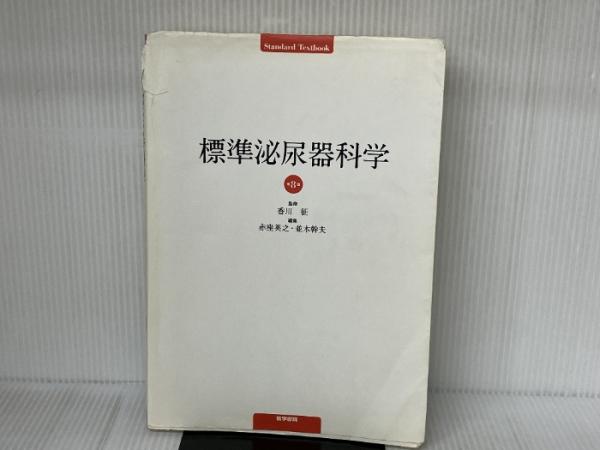 Standard Textbook
標準泌尿器科学
第8版
監修
香川 征
編集
赤座英之・並木幹夫
医学書院